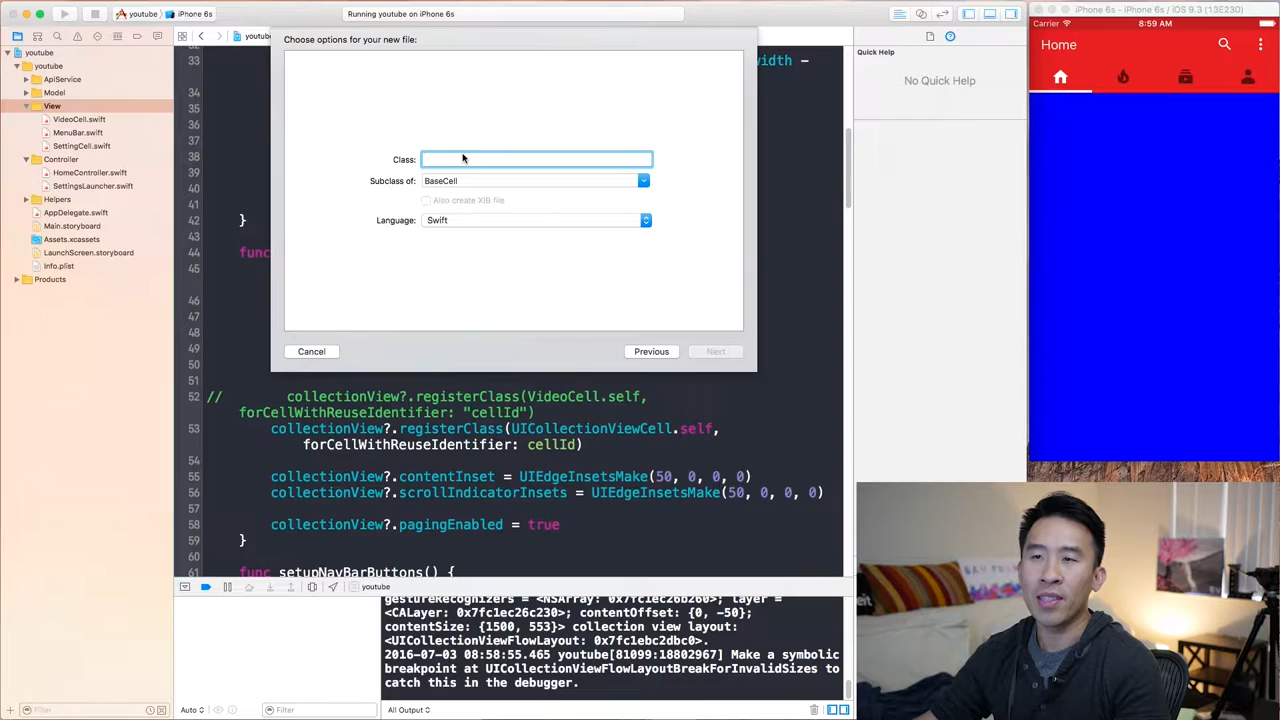 youtube
iPhone 6s
Running youtube on iPhone 6s
iPhone 6s - iPhone 6s / iOS 9.3 (13E230)
Carrier
8:59 AM
Home
youtube
youtube
ApiService
Model
View
VideoCell.swift
MenuBar.swift
SettingCell.swift
Controller
HomeController.swift
SettingsLauncher.swift
Helpers
AppDelegate.swift
Main.storyboard
Assets.xcassets
LaunchScreen.storyboard
Info.plist
Products
Filter
Choose options for your new file:
Class:
Subclass of: BaseCell
Also create XIB file
Language: Swift
Cancel
Previous
Next
Quick Help
No Quick Help
33 width -
34
35
36
37
38
39
40
41
42 }
43
44 func
45
46
47
48
49
50
51
52 // collectionView?.registerClass(VideoCell.self,
forCellWithReuseIdentifier: "cellId")
53 collectionView?.registerClass(UICollectionViewCell.self,
forCellWithReuseIdentifier: cellId)
54
55 collectionView?.contentInset = UIEdgeInsetsMake(50, 0, 0, 0)
56 collectionView?.scrollIndicatorInsets = UIEdgeInsetsMake(50, 0, 0, 0)
57
58 collectionView?.pagingEnabled = true
59 }
60
61 func setupNavBarButtons() {
youtube
gestureRecognizers = <NSArray: 0x7fc1ec26b260>; layer =
<CALayer: 0x7fc1ec26c230>; contentOffset: {0, -50};
contentSize: {1500, 553}> collection view layout:
<UICollectionViewFlowLayout: 0x7fc1ebc2dbc0>.
2016-07-03 08:58:55.465 youtube[81099:18802967] Make a symbolic
breakpoint at UICollectionViewFlowLayoutBreakForInvalidSizes to
catch this in the debugger.
Auto
Filter
All Output